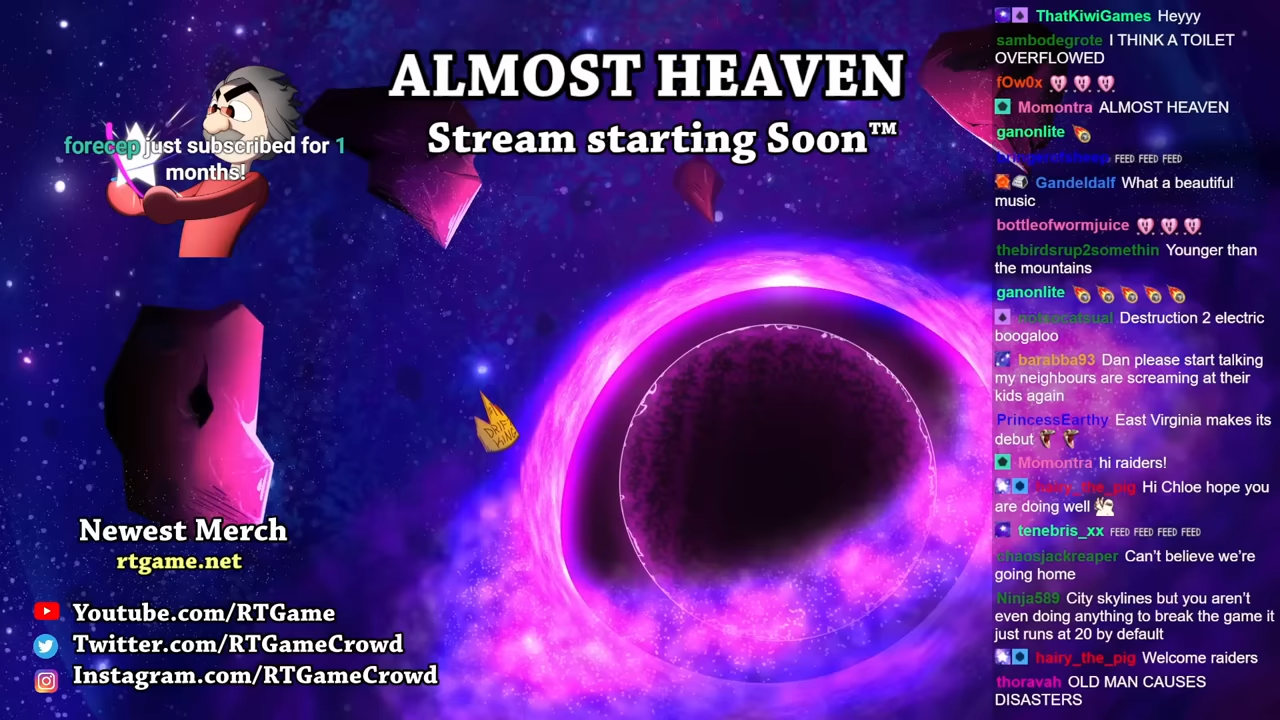 ALMOST HEAVEN
Stream starting Soon™
forecep just subscribed for 1
months!
DRIFT
KING
Newest Merch
rtgame.net
Youtube.com/RTGame
Twitter.com/RTGameCrowd
Instagram.com/RTGameCrowd
ThatKiwiGames Heyyy
sambodegrote I THINK A TOILET
OVERFLOWED
fOw0x
Momontra ALMOST HEAVEN
ganonlite
FEED FEED FEED
Gandeldalf What a beautiful
music
bottleofwormjuice
thebirdsrup2somethin Younger than
the mountains
ganonlite
Destruction 2 electric
boogaloo
barabba93 Dan please start talking
my neighbours are screaming at their
kids again
PrincessEarthy East Virginia makes its
debut
Momontra hi raiders!
hairy_the_pig Hi Chloe hope you
are doing well
tenebris_xx FEED FEED FEED FEED
chaosjackreaper Can't believe we're
going home
Ninja589 City skylines but you aren't
even doing anything to break the game it
just runs at 20 by default
hairy_the_pig Welcome raiders
thoravah OLD MAN CAUSES
DISASTERS